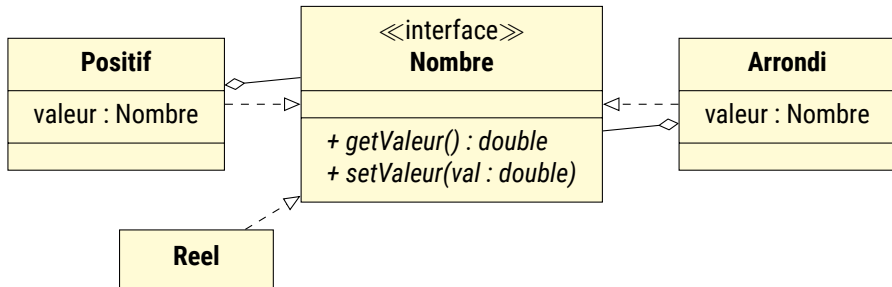 Positif
valeur : Nombre
≪interface≫
Nombre
+ getValeur() : double
+ setValeur(val : double)
Arrondi
valeur : Nombre
Reel